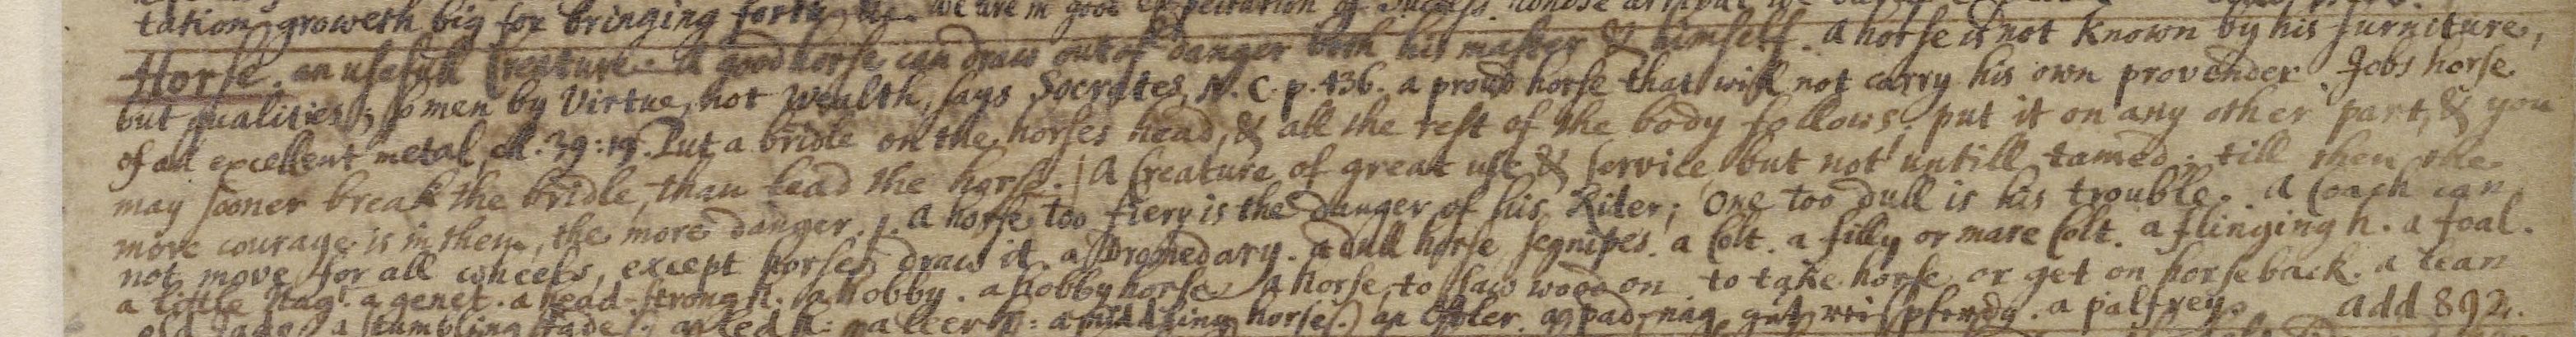 tation groweth big for bringing forth we are in good expectation of success.
Horse. an usefull Creature. A good horse can draw out of danger both his master & himself. A horse is not known by his furniture,
but qualities; so men by Virtue, not Wealth, says Socrates, N. C. p. 436. a proud horse that will not carry his own provender. Jobs horse
of an excellent metal, ch. 39:19. Put a bridle on the horses head, & all the rest of the body follows: put it on any other part, & you
may sooner break the bridle, than lead the horse. | A Creature of great use & service, but not untill tamed: till then the
more courage is in them, the more danger. A horse too fiery is the danger of his Rider; One too dull is his trouble. A Coach can
not move for all wheels, except horses draw it. a Dromedary. a dull horse segnipes. a Colt. a filly or mare Colt. a flinging h. a foal.
a little Nag. a genet. a head-strong h. a hobby. a hobby horse. A horse to saw wood on. to take horse or get on horseback. a lean
old Jade. a stumbling Jade. a led h: a middling horse.) an Ostler. a pad-nag, a palfrey. add 892.